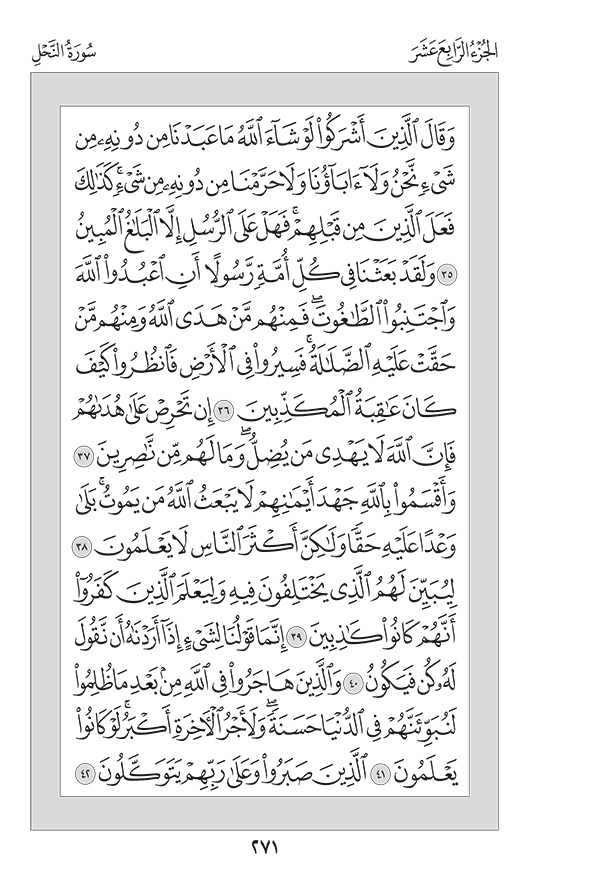 الجُزْءُ الرَّابِعَ عَشَرَ
سُورَةُ النَّحْلِ
وَقَالَ ٱلَّذِينَ أَشْرَكُواْ لَوْ شَآءَ ٱللَّهُ مَا عَبَدْنَا مِن دُونِهِۦ مِن
شَىْءٍ نَّحْنُ وَلَآ ءَابَآؤُنَا وَلَا حَرَّمْنَا مِن دُونِهِۦ مِن شَىْءٍ ۚ كَذَٰلِكَ
فَعَلَ ٱلَّذِينَ مِن قَبْلِهِمْ ۚ فَهَلْ عَلَى ٱلرُّسُلِ إِلَّا ٱلْبَلَٰغُ ٱلْمُبِينُ
٣٥ وَلَقَدْ بَعَثْنَا فِى كُلِّ أُمَّةٍ رَّسُولًا أَنِ ٱعْبُدُواْ ٱللَّهَ
وَٱجْتَنِبُواْ ٱلطَّٰغُوتَ ۖ فَمِنْهُم مَّنْ هَدَى ٱللَّهُ وَمِنْهُم مَّنْ
حَقَّتْ عَلَيْهِ ٱلضَّلَٰلَةُ ۚ فَسِيرُواْ فِى ٱلْأَرْضِ فَٱنظُرُواْ كَيْفَ
كَانَ عَٰقِبَةُ ٱلْمُكَذِّبِينَ ٣٦ إِن تَحْرِصْ عَلَىٰ هُدَىٰهُمْ
فَإِنَّ ٱللَّهَ لَا يَهْدِى مَن يُضِلُّ ۖ وَمَا لَهُم مِّن نَّٰصِرِينَ ٣٧
وَأَقْسَمُواْ بِٱللَّهِ جَهْدَ أَيْمَٰنِهِمْ لَا يَبْعَثُ ٱللَّهُ مَن يَمُوتُ ۚ بَلَىٰ
وَعْدًا عَلَيْهِ حَقًّا وَلَٰكِنَّ أَكْثَرَ ٱلنَّاسِ لَا يَعْلَمُونَ ٣٨
لِيُبَيِّنَ لَهُمُ ٱلَّذِى يَخْتَلِفُونَ فِيهِ وَلِيَعْلَمَ ٱلَّذِينَ كَفَرُوٓاْ
أَنَّهُمْ كَانُواْ كَٰذِبِينَ ٣٩ إِنَّمَا قَوْلُنَا لِشَىْءٍ إِذَآ أَرَدْنَٰهُ أَن نَّقُولَ
لَهُۥ كُن فَيَكُونُ ٤٠ وَٱلَّذِينَ هَاجَرُواْ فِى ٱللَّهِ مِنۢ بَعْدِ مَا ظُلِمُواْ
لَنُبَوِّئَنَّهُمْ فِى ٱلدُّنْيَا حَسَنَةً ۖ وَلَأَجْرُ ٱلْأَخِرَةِ أَكْبَرُ ۚ لَوْ كَانُواْ
يَعْلَمُونَ ٤١ ٱلَّذِينَ صَبَرُواْ وَعَلَىٰ رَبِّهِمْ يَتَوَكَّلُونَ ٤٢
٢٧١